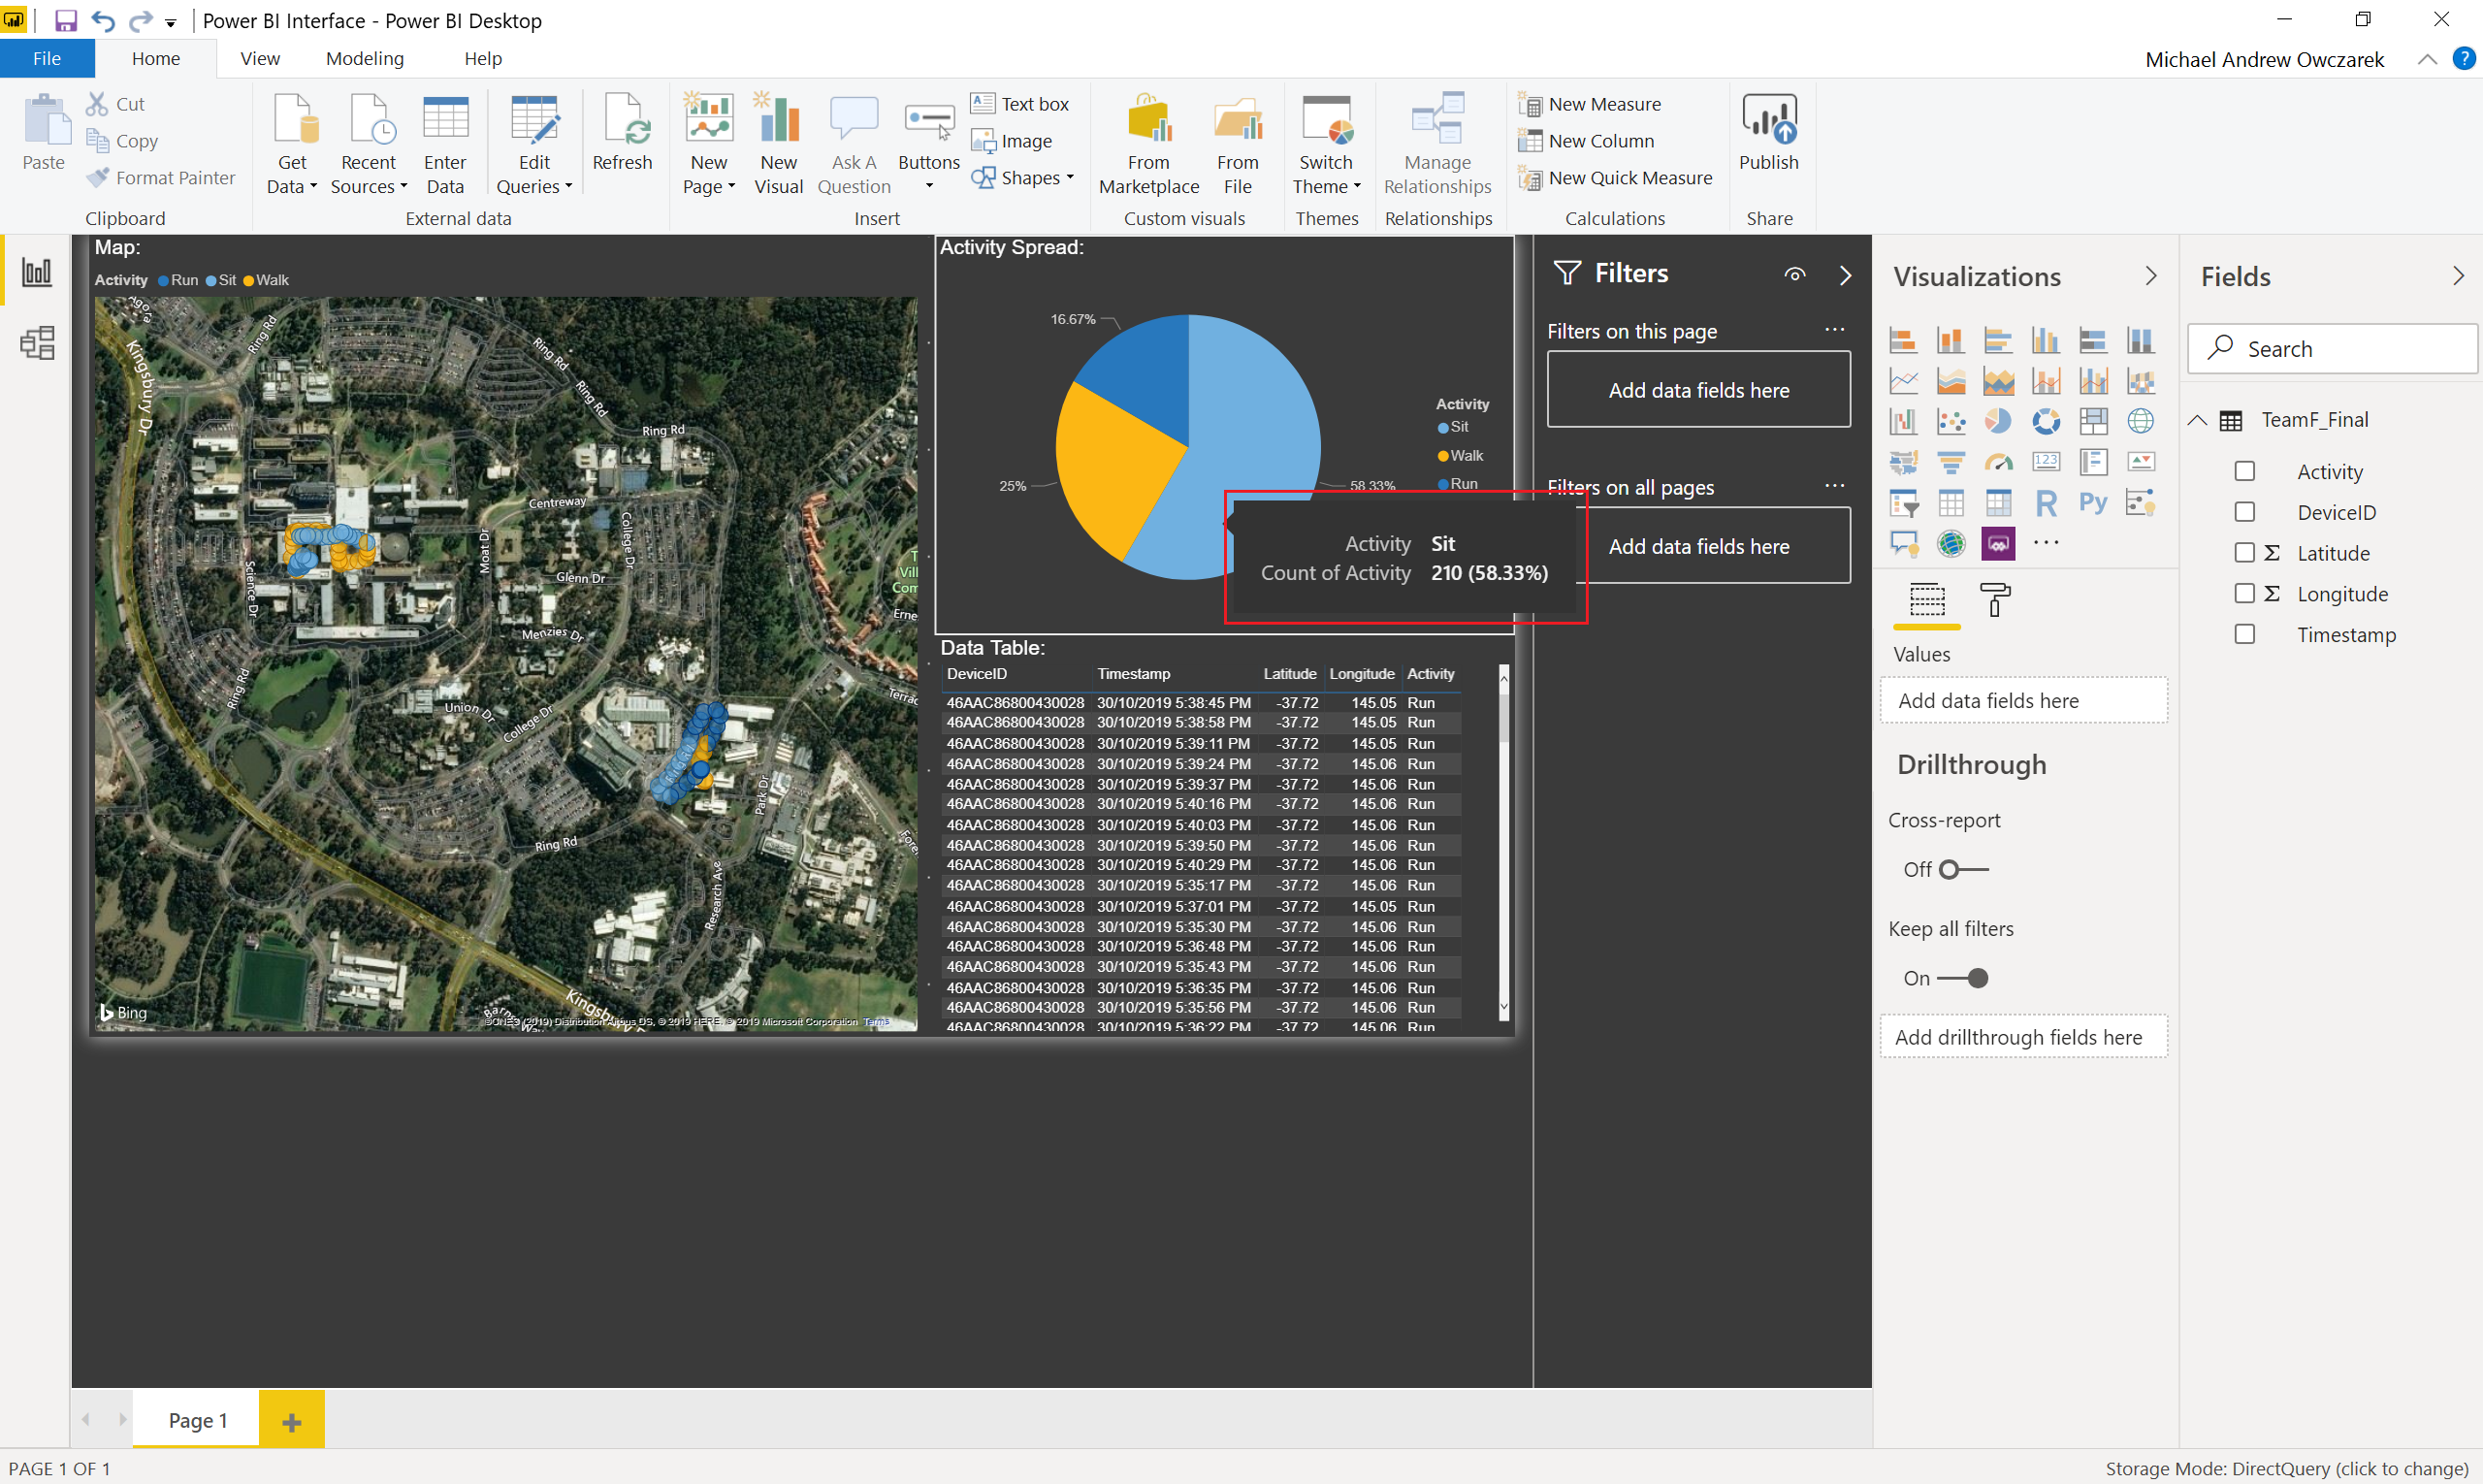 Power BI Interface - Power BI Desktop
File Home View Modeling Help
Michael Andrew Owczarek
Paste
Cut
Copy
Format Painter
Clipboard
Get Data
Recent Sources
Enter Data
Edit Queries
Refresh
External data
New Page
New Visual
Ask A Question
Buttons
Text box
Image
Shapes
Insert
From Marketplace
From File
Custom visuals
Switch Theme
Themes
Manage Relationships
Relationships
New Measure
New Column
New Quick Measure
Calculations
Publish
Share
Map:
Activity Run Sit Walk
Kingsbury Dr
Ring Rd
Ring Rd
Ring Rd
Ring Rd
Centreway
College Dr
Moat Dr
Glenn Dr
Science Dr
Menzies Dr
Ring Rd
Union Dr
College Dr
Ring Rd
Park Dr
Ring Rd
Research Ave
Bing
Terms
Activity Spread:
16.67%
25%
58.33%
Activity
Sit
Walk
Run
Activity Sit
Count of Activity 210 (58.33%)
Data Table:
DeviceID Timestamp Latitude Longitude Activity
46AAC86800430028 30/10/2019 5:38:45 PM -37.72 145.05 Run
46AAC86800430028 30/10/2019 5:38:58 PM -37.72 145.05 Run
46AAC86800430028 30/10/2019 5:39:11 PM -37.72 145.05 Run
46AAC86800430028 30/10/2019 5:39:24 PM -37.72 145.06 Run
46AAC86800430028 30/10/2019 5:39:37 PM -37.72 145.06 Run
46AAC86800430028 30/10/2019 5:40:16 PM -37.72 145.06 Run
46AAC86800430028 30/10/2019 5:40:03 PM -37.72 145.06 Run
46AAC86800430028 30/10/2019 5:39:50 PM -37.72 145.06 Run
46AAC86800430028 30/10/2019 5:40:29 PM -37.72 145.06 Run
46AAC86800430028 30/10/2019 5:35:17 PM -37.72 145.06 Run
46AAC86800430028 30/10/2019 5:37:01 PM -37.72 145.05 Run
46AAC86800430028 30/10/2019 5:35:30 PM -37.72 145.06 Run
46AAC86800430028 30/10/2019 5:36:48 PM -37.72 145.06 Run
46AAC86800430028 30/10/2019 5:35:43 PM -37.72 145.06 Run
46AAC86800430028 30/10/2019 5:36:35 PM -37.72 145.06 Run
46AAC86800430028 30/10/2019 5:35:56 PM -37.72 145.06 Run
46AAC86800430028 30/10/2019 5:36:22 PM -37.72 145.06 Run
Filters
Filters on this page
Add data fields here
Filters on all pages
Add data fields here
Visualizations
123
R
Py
Values
Add data fields here
Drillthrough
Cross-report
Off
Keep all filters
On
Add drillthrough fields here
Fields
Search
TeamF_Final
Activity
DeviceID
Σ Latitude
Σ Longitude
Timestamp
Page 1
PAGE 1 OF 1
Storage Mode: DirectQuery (click to change)